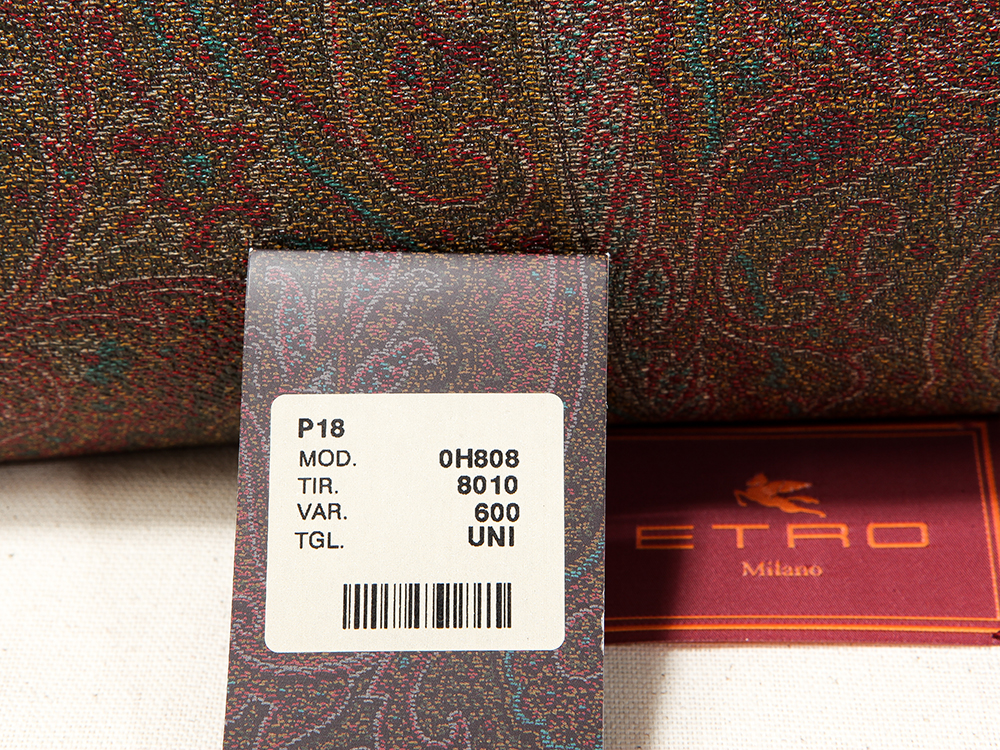 P18
MOD. 0H808
TIR. 8010
VAR. 600
TGL. UNI
ETRO
Milano